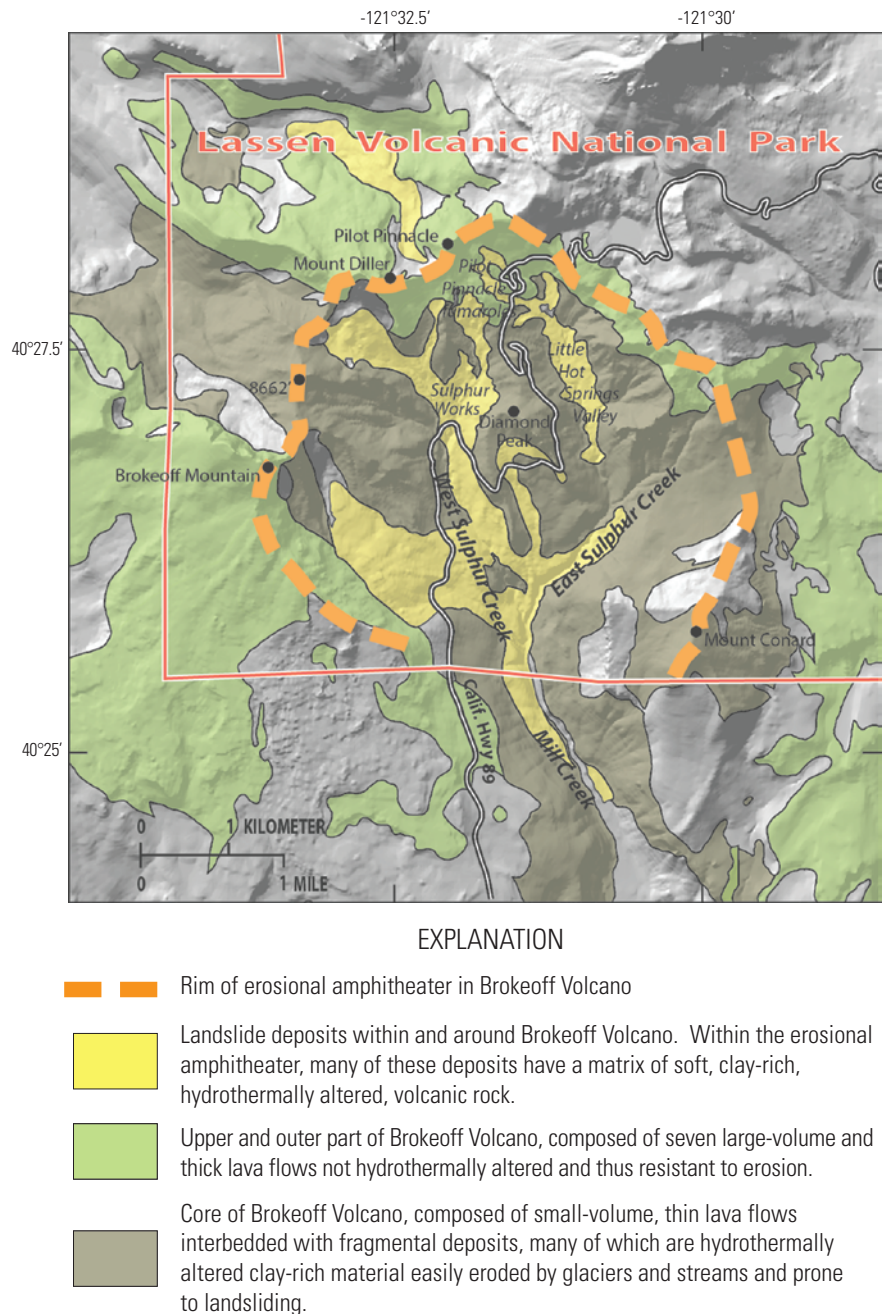 -121°32.5'
-121°30'
Lassen Volcanic National Park
Pilot Pinnacle
Mount Diller
Pilot
Pinnacle
Fumaroles
40°27.5'
8662'
Little
Hot
Springs
Valley
Sulphur
Works
Diamond
Peak
Brokeoff Mountain
West Sulphur Creek
East Sulphur Creek
Mount Conard
Calif. Hwy 89
Mill Creek
40°25'
0 1 KILOMETER
0 1 MILE
EXPLANATION
Rim of erosional amphitheater in Brokeoff Volcano
Landslide deposits within and around Brokeoff Volcano. Within the erosional
amphitheater, many of these deposits have a matrix of soft, clay-rich,
hydrothermally altered, volcanic rock.
Upper and outer part of Brokeoff Volcano, composed of seven large-volume and
thick lava flows not hydrothermally altered and thus resistant to erosion.
Core of Brokeoff Volcano, composed of small-volume, thin lava flows
interbedded with fragmental deposits, many of which are hydrothermally
altered clay-rich material easily eroded by glaciers and streams and prone
to landsliding.